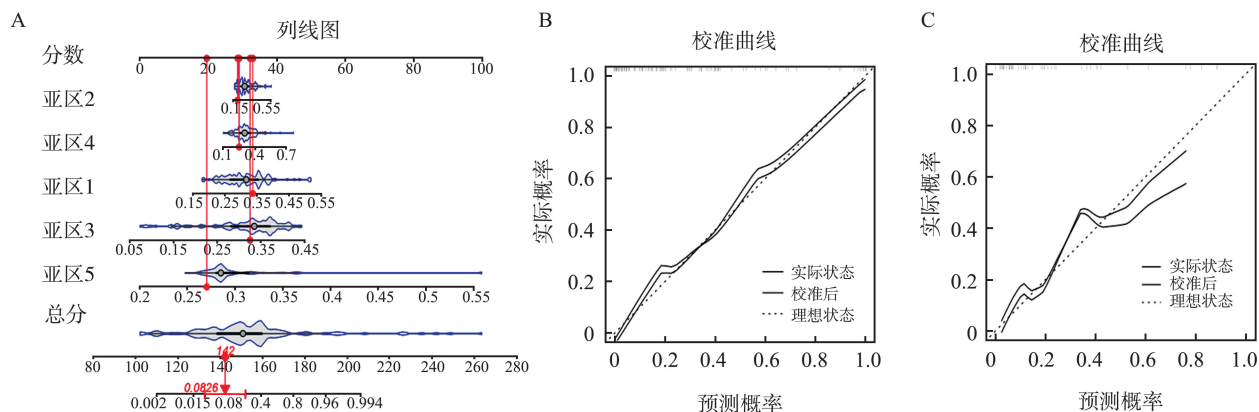 A
列线图
分数
0 20 40 60 80 100
亚区2
0.15 0.55
亚区4
0.1 0.4 0.7
亚区1
0.15 0.25 0.35 0.45 0.55
亚区3
0.05 0.15 0.25 0.35 0.45
亚区5
0.2 0.25 0.3 0.35 0.4 0.45 0.5 0.55
总分
142
80 100 120 140 160 180 200 220 240 260 280
0.0826
0.002 0.015 0.08 0.4 0.8 0.96 0.994
B
校准曲线
实际概率
1.0
0.8
0.6
0.4
0.2
0
实际状态
校准后
理想状态
0 0.2 0.4 0.6 0.8 1.0
预测概率
C
校准曲线
实际概率
1.0
0.8
0.6
0.4
0.2
0
实际状态
校准后
理想状态
0 0.2 0.4 0.6 0.8 1.0
预测概率